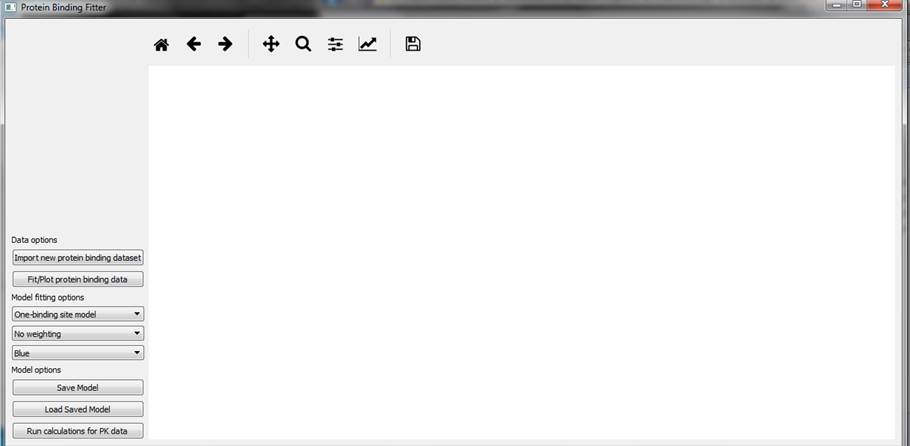 Protein Binding Fitter
Data options
Import new protein binding dataset
Fit/Plot protein binding data
Model fitting options
One-binding site model
No weighting
Blue
Model options
Save Model
Load Saved Model
Run calculations for PK data